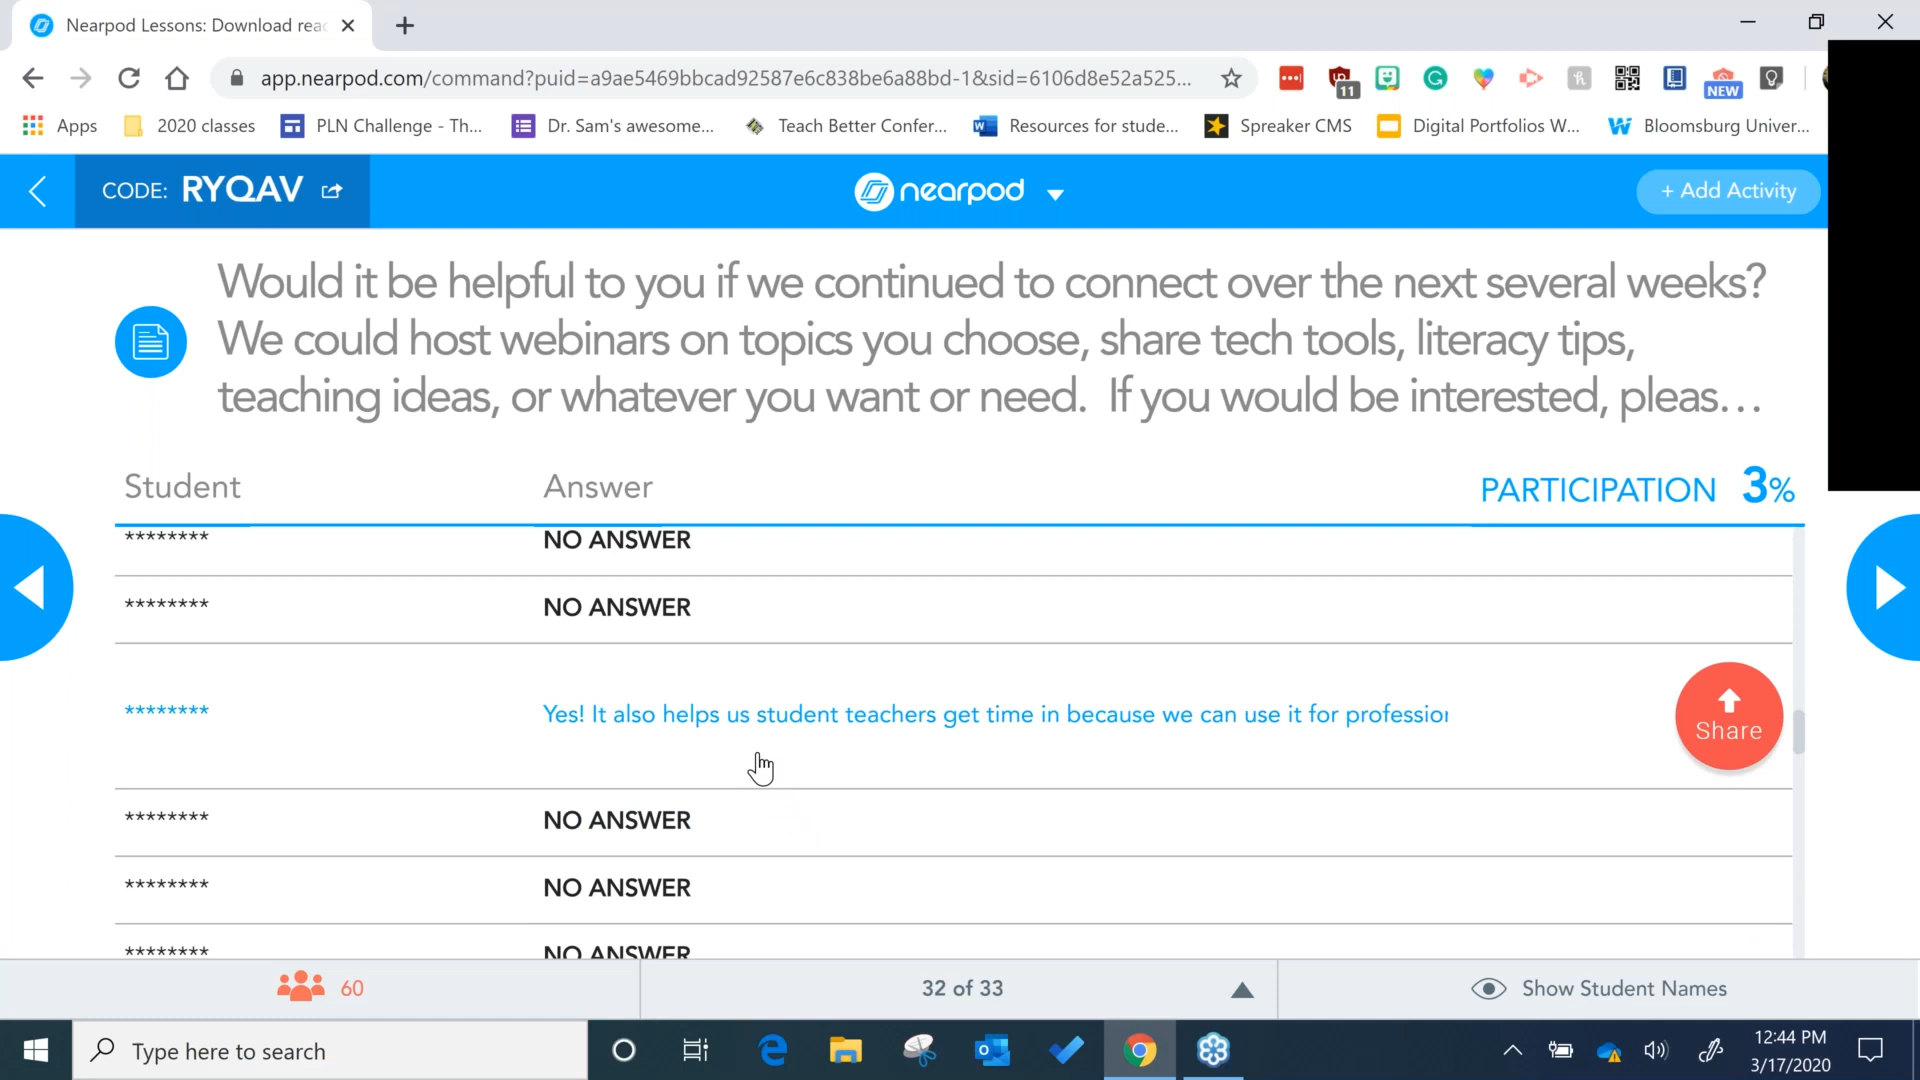 Nearpod Lessons: Download rea
app.nearpod.com/command?puid=a9ae5469bbcad92587e6c838be6a88bd-1&sid=6106d8e52a525...
11
NEW
Apps 2020 classes PLN Challenge - Th... Dr. Sam's awesome... Teach Better Confer... Resources for stude... Spreaker CMS Digital Portfolios W... Bloomsburg Univer...
CODE: RYQAV nearpod + Add Activity
Would it be helpful to you if we continued to connect over the next several weeks?
We could host webinars on topics you choose, share tech tools, literacy tips,
teaching ideas, or whatever you want or need. If you would be interested, pleas...
Student Answer PARTICIPATION 3%
******** NO ANSWER
******** NO ANSWER
******** Yes! It also helps us student teachers get time in because we can use it for profession
Share
******** NO ANSWER
******** NO ANSWER
******** NO ANSWER
60 32 of 33 Show Student Names
Type here to search
12:44 PM
3/17/2020